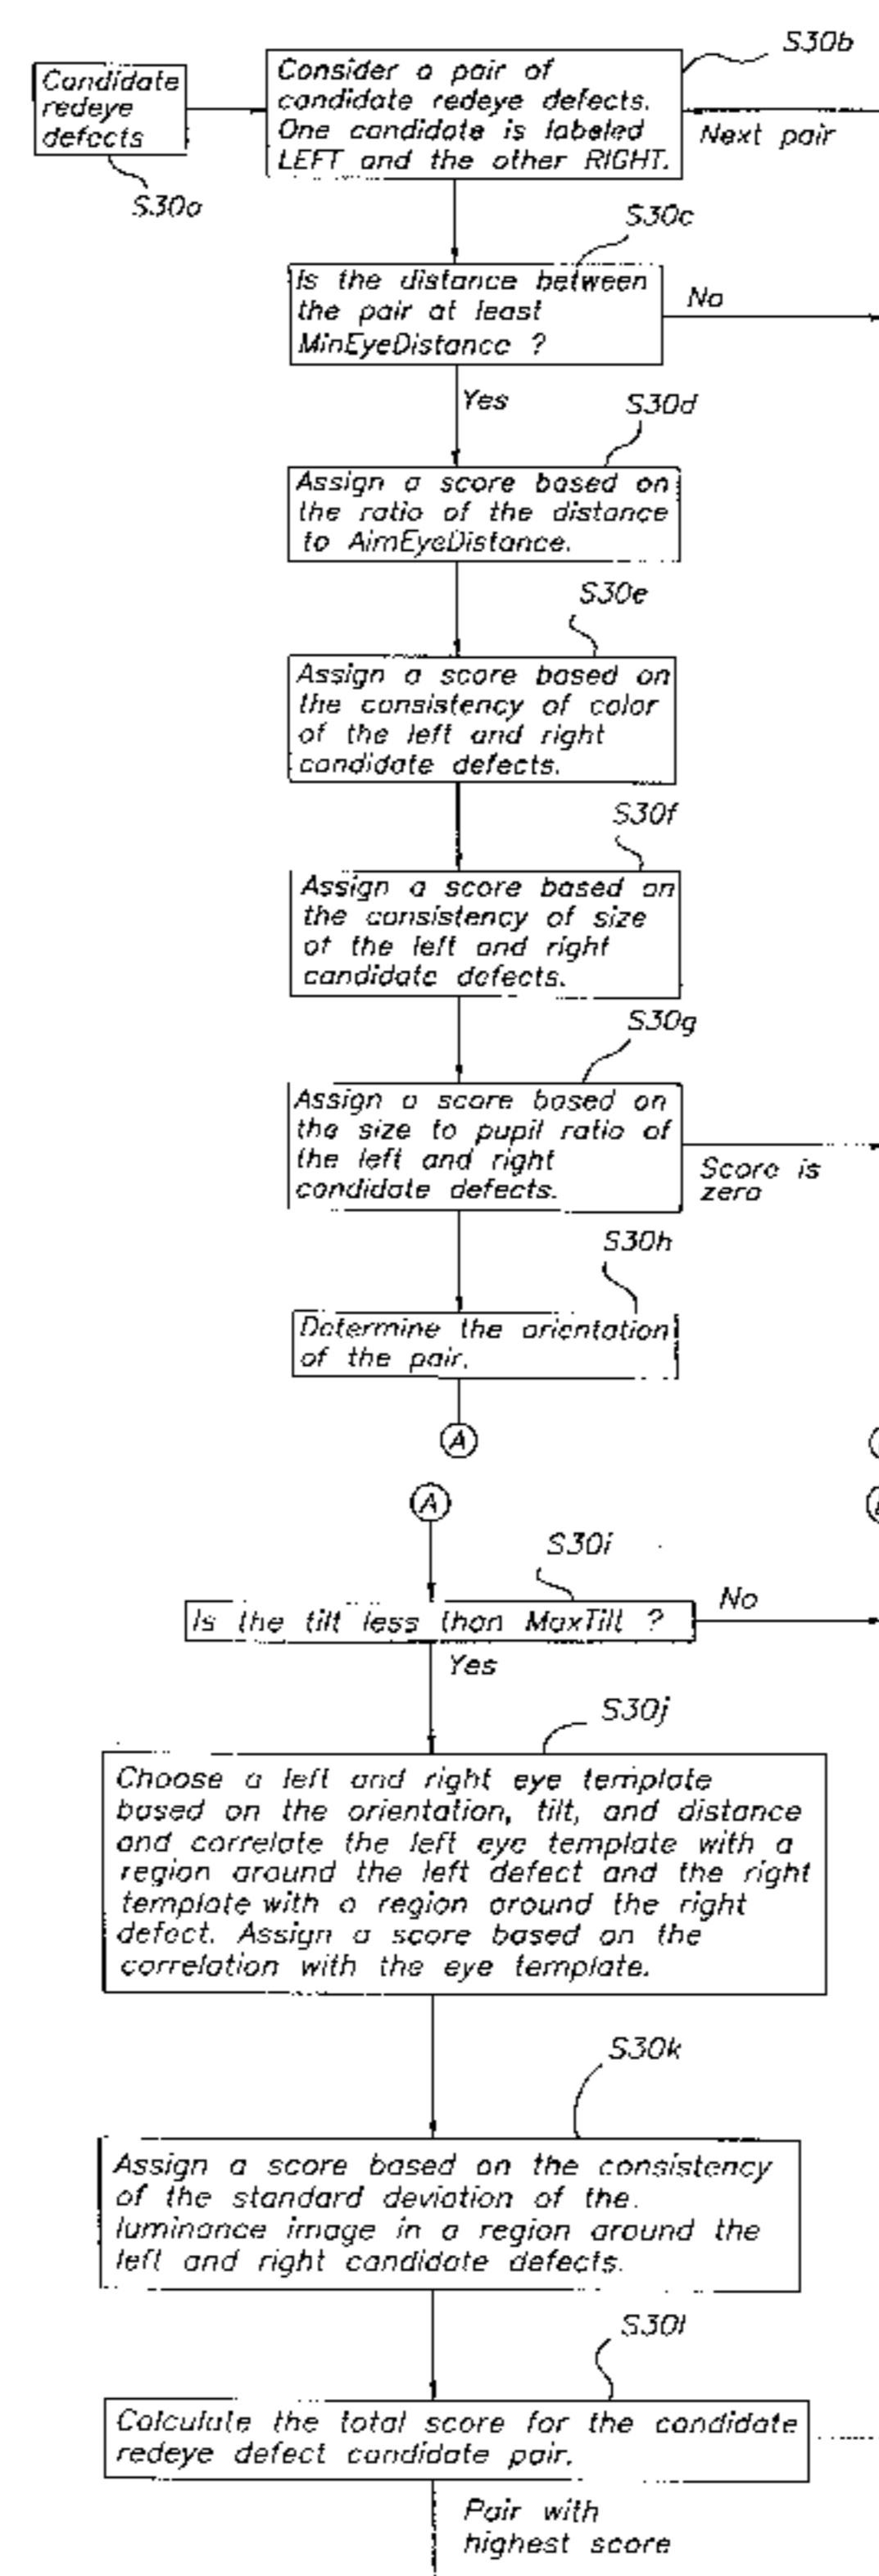 S30b
Candidate
redeye
defects
S30a
Consider a pair of
candidate redeye defects.
One candidate is labeled
LEFT and the other RIGHT.
Next pair
S30c
Is the distance between
the pair at least
MinEyeDistance ?
No
Yes
S30d
Assign a score based on
the ratio of the distance
to AimEyeDistance.
S30e
Assign a score based on
the consistency of color
of the left and right
candidate defects.
S30f
Assign a score based on
the consistency of size
of the left and right
candidate defects.
S30g
Assign a score based on
the size to pupil ratio of
the left and right
candidate defects.
Score is
zero
S30h
Determine the orientation
of the pair.
A
A
S30i
Is the tilt less than MaxTilt ?
No
Yes
S30j
Choose a left and right eye template
based on the orientation, tilt, and distance
and correlate the left eye template with a
region around the left defect and the right
template with a region around the right
defect. Assign a score based on the
correlation with the eye template.
S30k
Assign a score based on the consistency
of the standard deviation of the
luminance image in a region around the
left and right candidate defects.
S30l
Calculate the total score for the candidate
redeye defect candidate pair.
Pair with
highest score